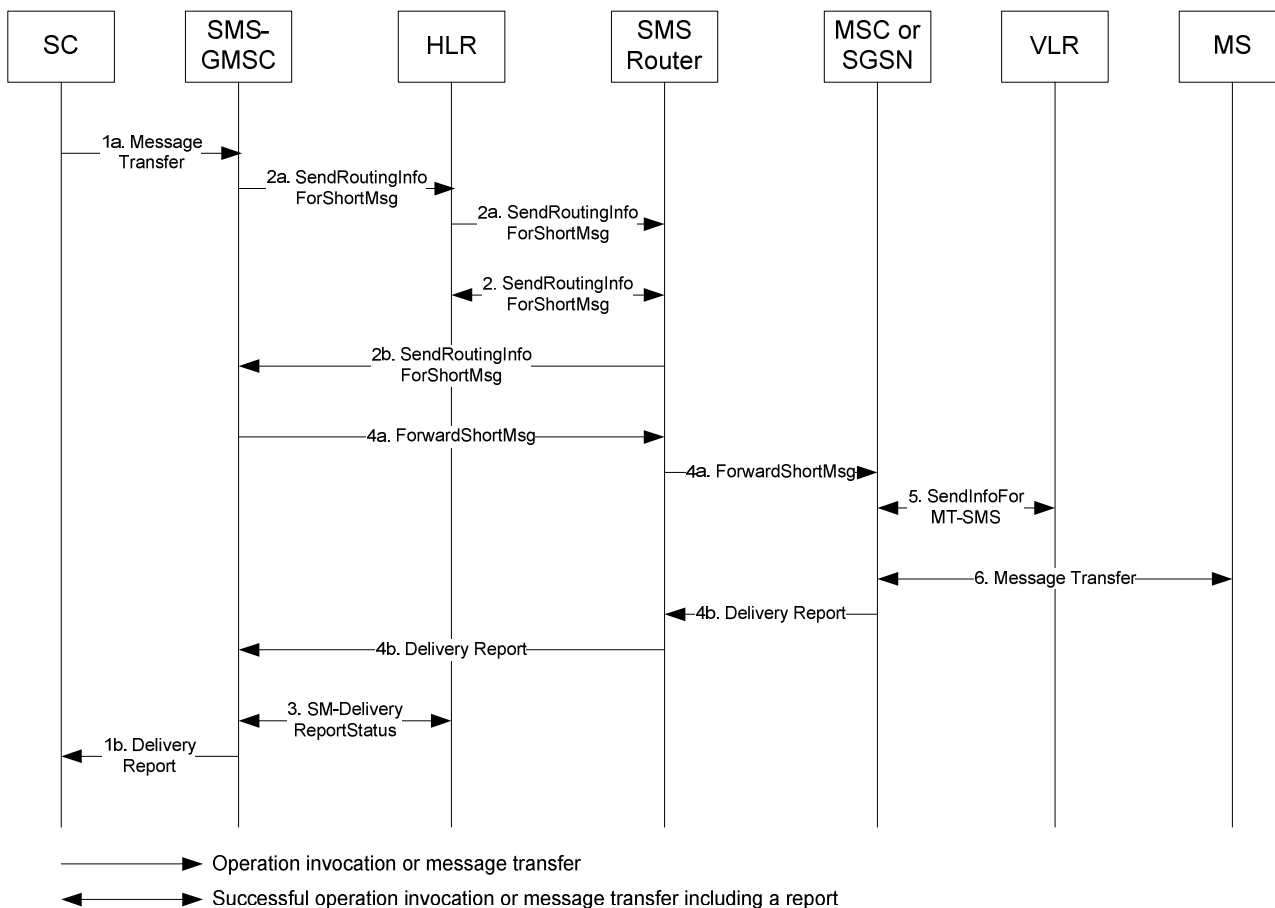 SC
SMS-
GMSC
HLR
SMS
Router
MSC or
SGSN
VLR
MS
1a. Message
Transfer
2a. SendRoutingInfo
ForShortMsg
2a. SendRoutingInfo
ForShortMsg
2. SendRoutingInfo
ForShortMsg
2b. SendRoutingInfo
ForShortMsg
4a. ForwardShortMsg
4a. ForwardShortMsg
5. SendInfoFor
MT-SMS
6. Message Transfer
4b. Delivery Report
4b. Delivery Report
3. SM-Delivery
ReportStatus
1b. Delivery
Report
Operation invocation or message transfer
Successful operation invocation or message transfer including a report